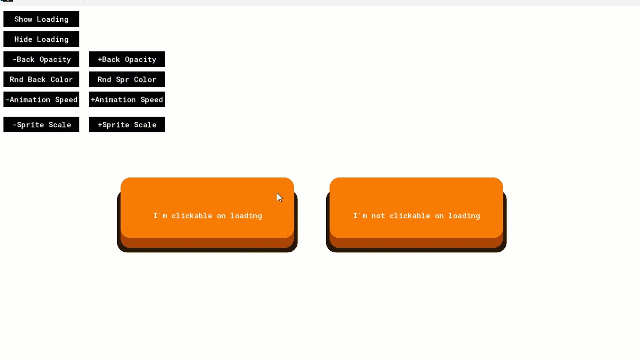 Show Loading
Hide Loading
-Back Opacity +Back Opacity
Rnd Back Color Rnd Spr Color
-Animation Speed +Animation Speed
-Sprite Scale +Sprite Scale
I'm clickable on loading I'm not clickable on loading